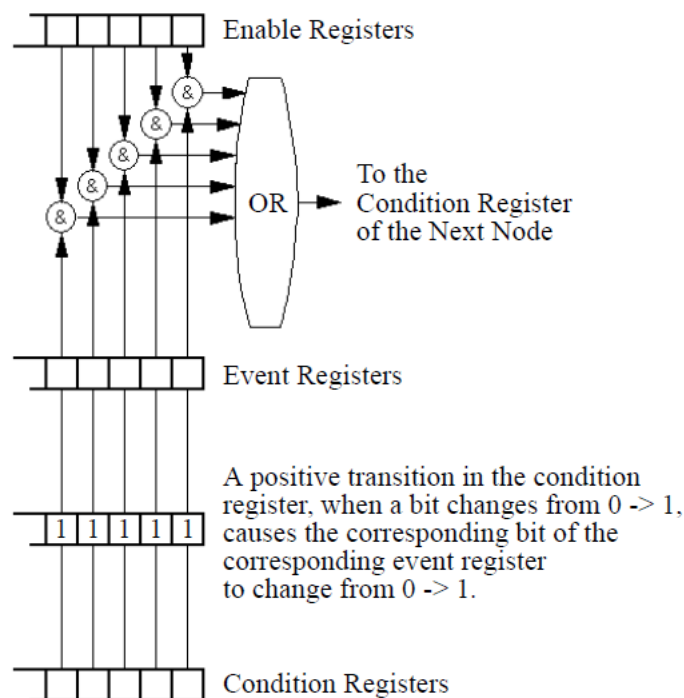 Enable Registers
&
&
&
&
&
OR
To the
Condition Register
of the Next Node
Event Registers
A positive transition in the condition
register, when a bit changes from 0 -> 1,
1 1 1 1 1
causes the corresponding bit of the
corresponding event register
to change from 0 -> 1.
Condition Registers